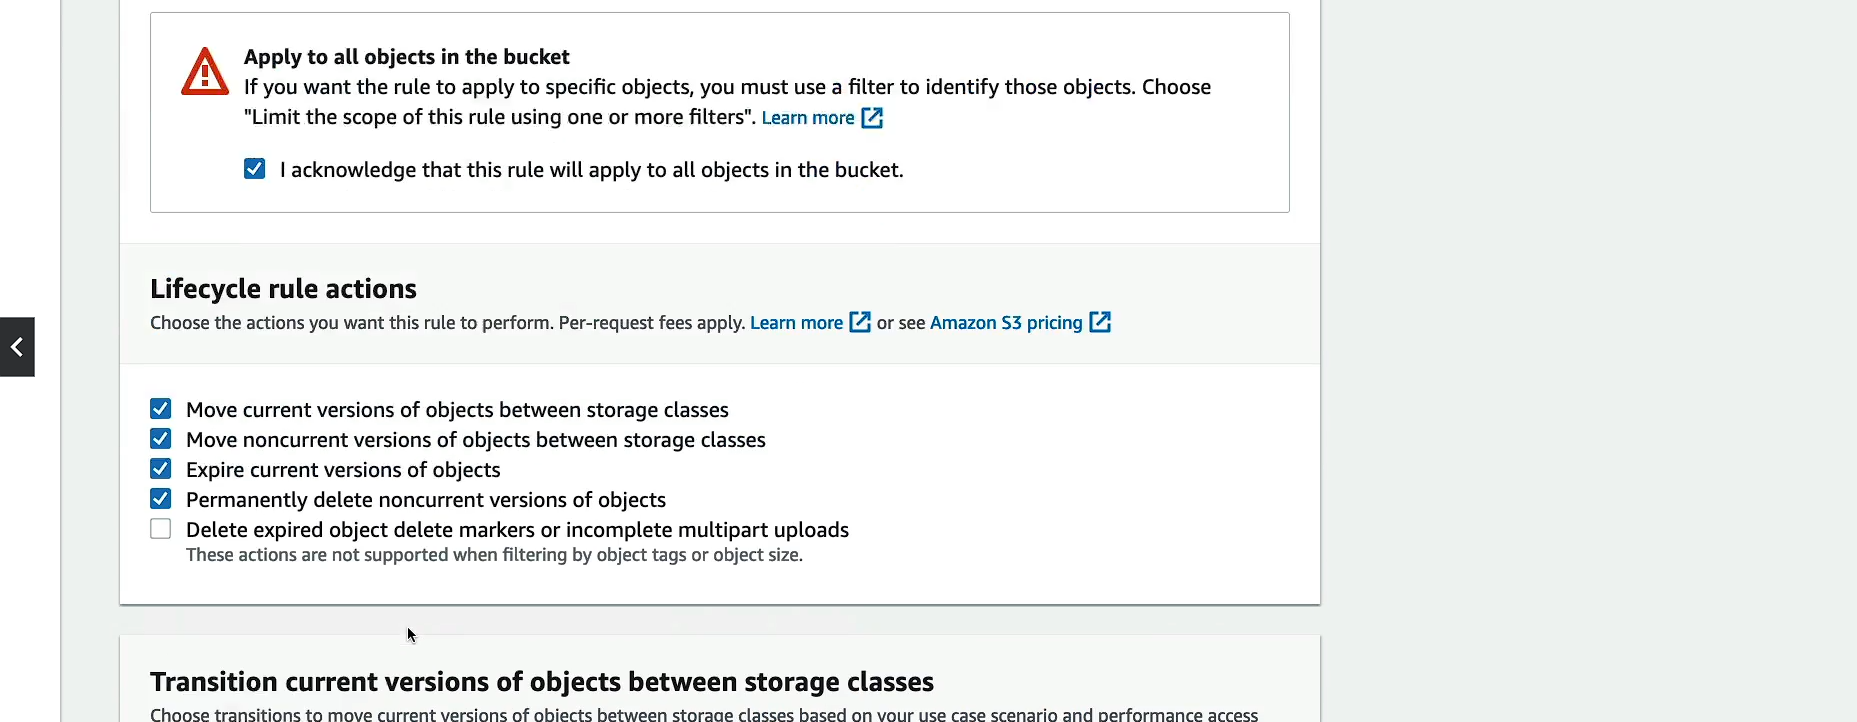 Apply to all objects in the bucket
If you want the rule to apply to specific objects, you must use a filter to identify those objects. Choose
"Limit the scope of this rule using one or more filters". Learn more
I acknowledge that this rule will apply to all objects in the bucket.
Lifecycle rule actions
Choose the actions you want this rule to perform. Per-request fees apply. Learn more or see Amazon S3 pricing
Move current versions of objects between storage classes
Move noncurrent versions of objects between storage classes
Expire current versions of objects
Permanently delete noncurrent versions of objects
Delete expired object delete markers or incomplete multipart uploads
These actions are not supported when filtering by object tags or object size.
Transition current versions of objects between storage classes
Choose transitions to move current versions of objects between storage classes based on your use case scenario and performance access